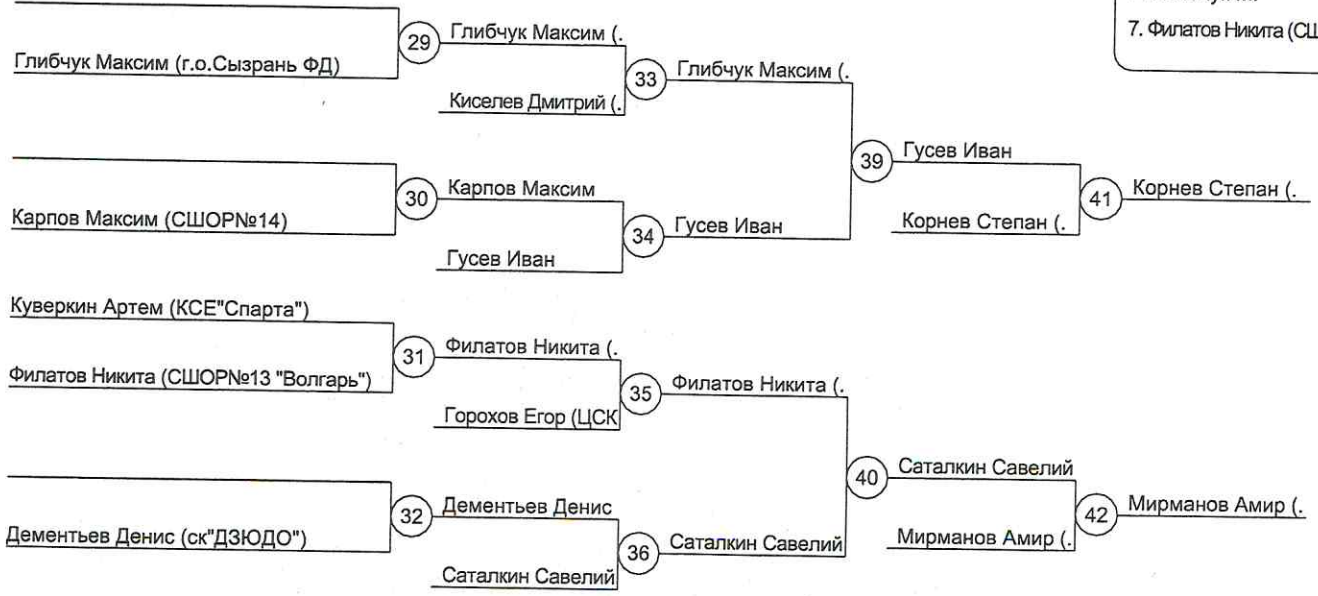 7. Филатов Никита (СШ
29
Глибчук Максим (.
Глибчук Максим (г.о.Сызрань ФД)
33
Глибчук Максим (.
Киселев Дмитрий (.
39
Гусев Иван
30
Карпов Максим
41
Корнев Степан (.
Карпов Максим (СШОР№14)
34
Гусев Иван
Корнев Степан (.
Гусев Иван
Куверкин Артем (КСЕ"Спарта")
31
Филатов Никита (.
Филатов Никита (СШОР№13 "Волгарь")
35
Филатов Никита (.
Горохов Егор (ЦСК
40
Саталкин Савелий
32
Дементьев Денис
42
Мирманов Амир (.
Дементьев Денис (ск"ДЗЮДО")
36
Саталкин Савелий
Мирманов Амир (.
Саталкин Савелий